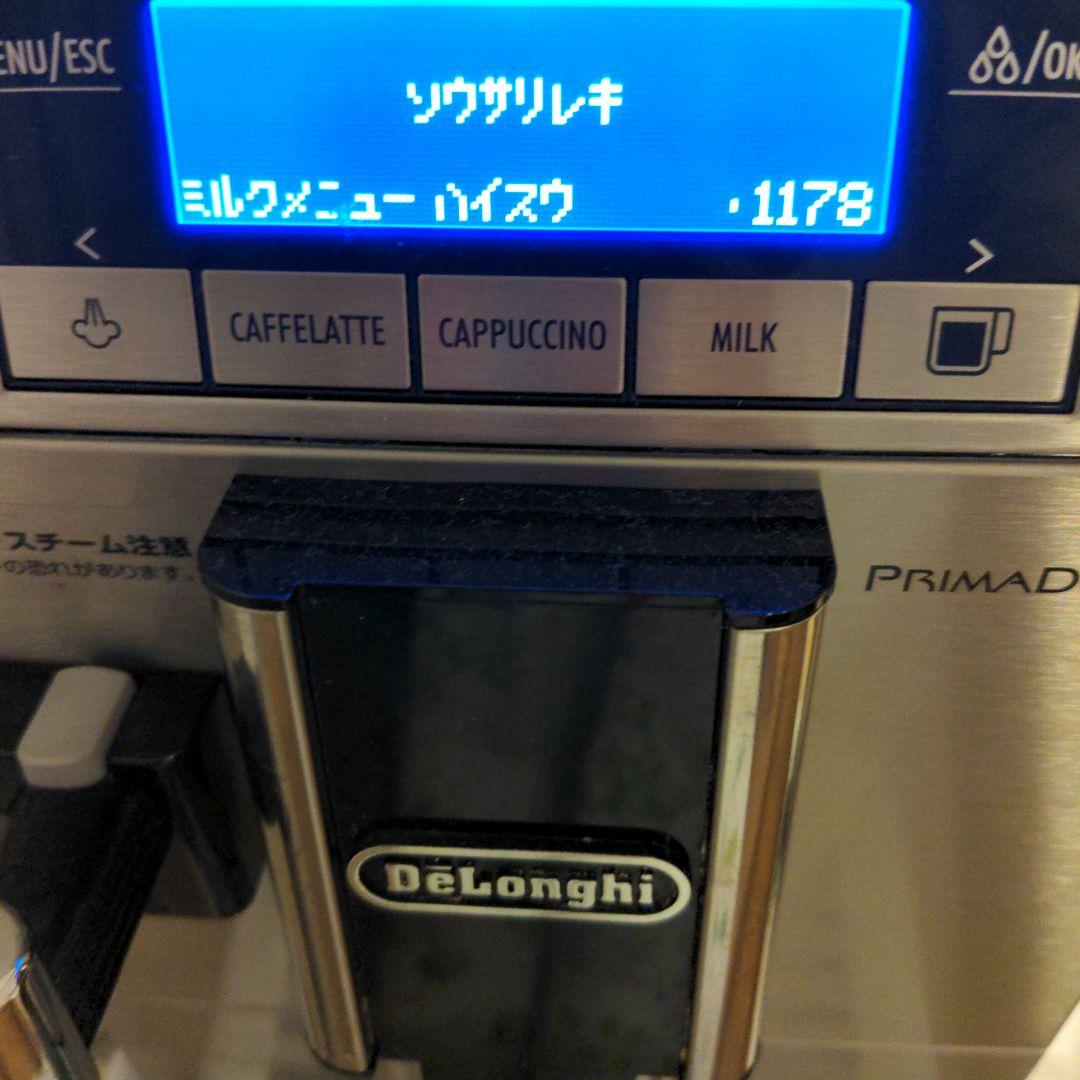 ENU/ESC
/OK
ソウサリレキ
ミルクメニュー ハイスウ :1178
<
>
CAFFELATTE
CAPPUCCINO
MILK
スチーム注意
の恐れがあります。
PRIMAD
DēLonghi